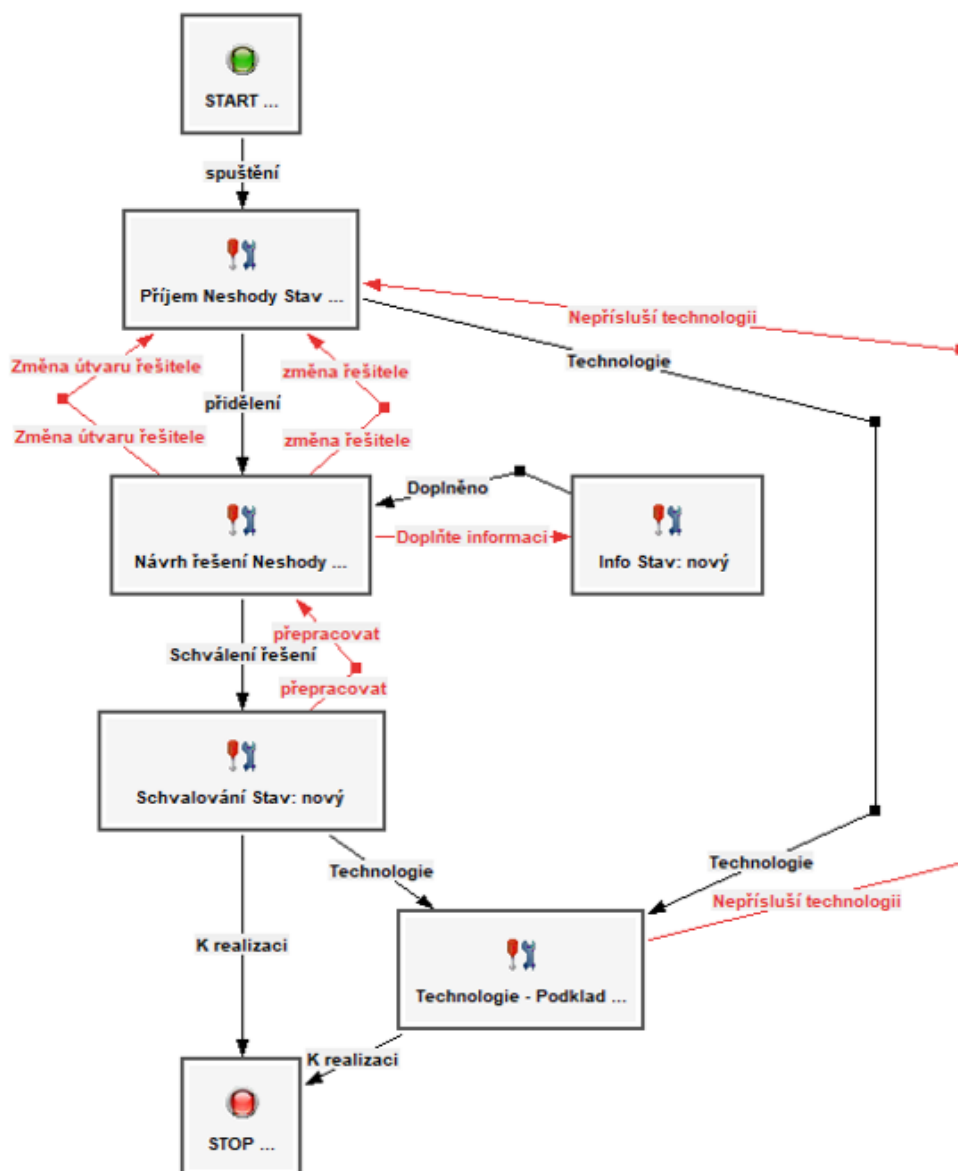 START ...
spuštění
Příjem Neshody Stav ...
Nepřísluší technologii
Technologie
Změna útvaru řešitele
změna řešitele
přidělení
Změna útvaru řešitele
změna řešitele
Doplněno
Návrh řešení Neshody ...
Doplňte informaci
Info Stav: nový
přepracovat
Schválení řešení
přepracovat
Schvalování Stav: nový
Technologie
Technologie
Nepřísluší technologii
K realizaci
Technologie - Podklad ...
K realizaci
STOP ...